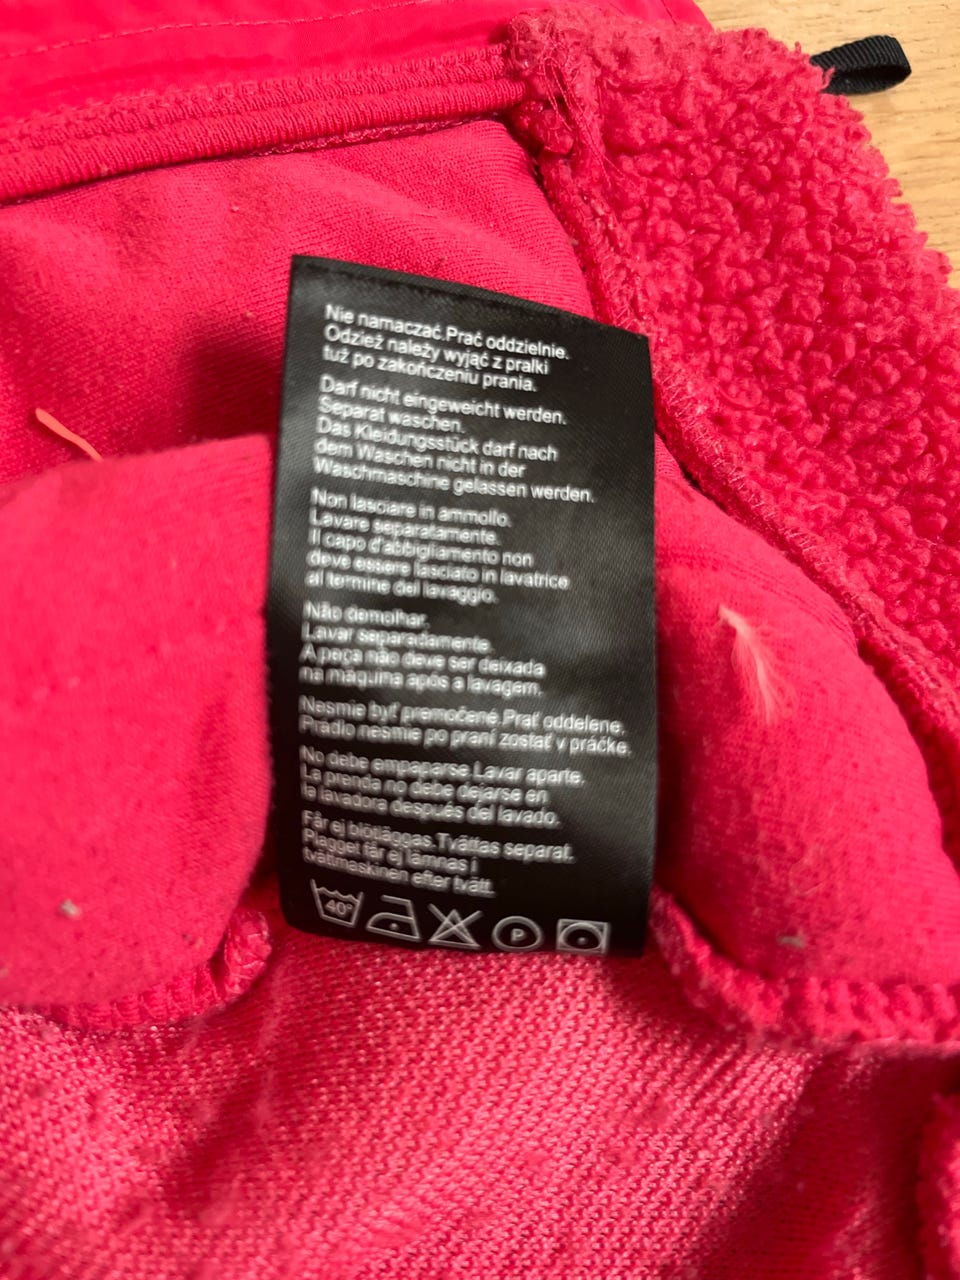 Nie namaczać.Prać oddzielnie.
Odzież należy wyjąć z pralki
tuż po zakończeniu prania.
Darf nicht eingeweicht werden.
Separat waschen.
Das Kleidungsstück darf nach
dem Waschen nicht in der
Waschmaschine gelassen werden.
Non lasciare in ammollo.
Lavare separatamente.
Il capo d'abbigliamento non
deve essere lasciato in lavatrice
al termine del lavaggio.
Não demolhar.
Lavar separadamente.
A peça não deve ser deixada
na máquina após a lavagem.
Nesmie byť premočené.Prať oddelene.
Prádlo nesmie po praní zostať v práčke.
No debe empaparse.Lavar aparte.
La prenda no debe dejarse en
la lavadora después del lavado.
Får ej blötläggas.Tvättas separat.
Plagget får ej lämnas i
tvättmaskinen efter tvätt.
40° P